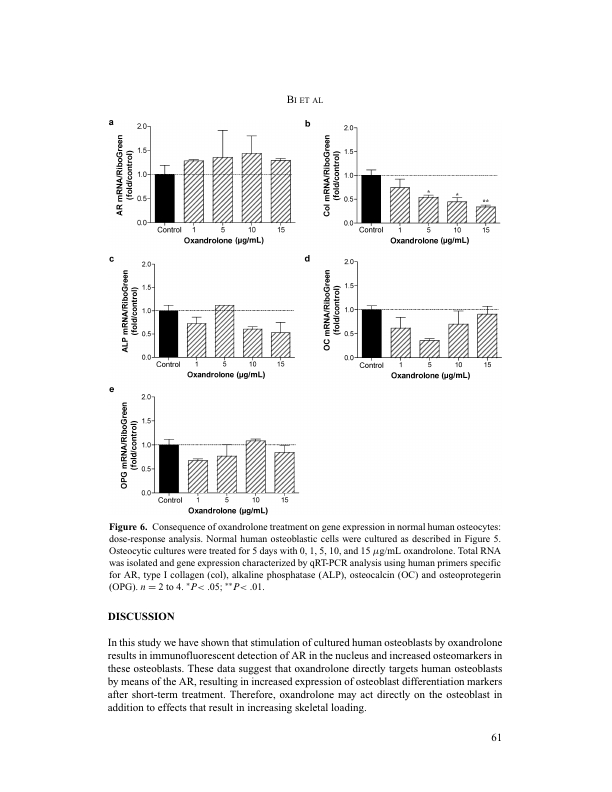 BI ET AL
a
2.0
1.5
1.0
0.5
0.0
AR mRNA/RiboGreen
(fold/control)
Control 1 5 10 15
Oxandrolone (µg/mL)
b
2.0
1.5
1.0
0.5
0.0
Col mRNA/RiboGreen
(fold/control)
* * **
Control 1 5 10 15
Oxandrolone (µg/mL)
c
2.0
1.5
1.0
0.5
0.0
ALP mRNA/RiboGreen
(fold/control)
Control 1 5 10 15
Oxandrolone (µg/mL)
d
2.0
1.5
1.0
0.5
0.0
OC mRNA/RiboGreen
(fold/control)
Control 1 5 10 15
Oxandrolone (µg/mL)
e
2.0
1.5
1.0
0.5
0.0
OPG mRNA/RiboGreen
(fold/control)
Control 1 5 10 15
Oxandrolone (µg/mL)
Figure 6. Consequence of oxandrolone treatment on gene expression in normal human osteocytes:
dose-response analysis. Normal human osteoblastic cells were cultured as described in Figure 5.
Osteocytic cultures were treated for 5 days with 0, 1, 5, 10, and 15 µg/mL oxandrolone. Total RNA
was isolated and gene expression characterized by qRT-PCR analysis using human primers specific
for AR, type I collagen (col), alkaline phosphatase (ALP), osteocalcin (OC) and osteoprotegerin
(OPG). n = 2 to 4. *P< .05; **P< .01.
DISCUSSION
In this study we have shown that stimulation of cultured human osteoblasts by oxandrolone
results in immunofluorescent detection of AR in the nucleus and increased osteomarkers in
these osteoblasts. These data suggest that oxandrolone directly targets human osteoblasts
by means of the AR, resulting in increased expression of osteoblast differentiation markers
after short-term treatment. Therefore, oxandrolone may act directly on the osteoblast in
addition to effects that result in increasing skeletal loading.
61